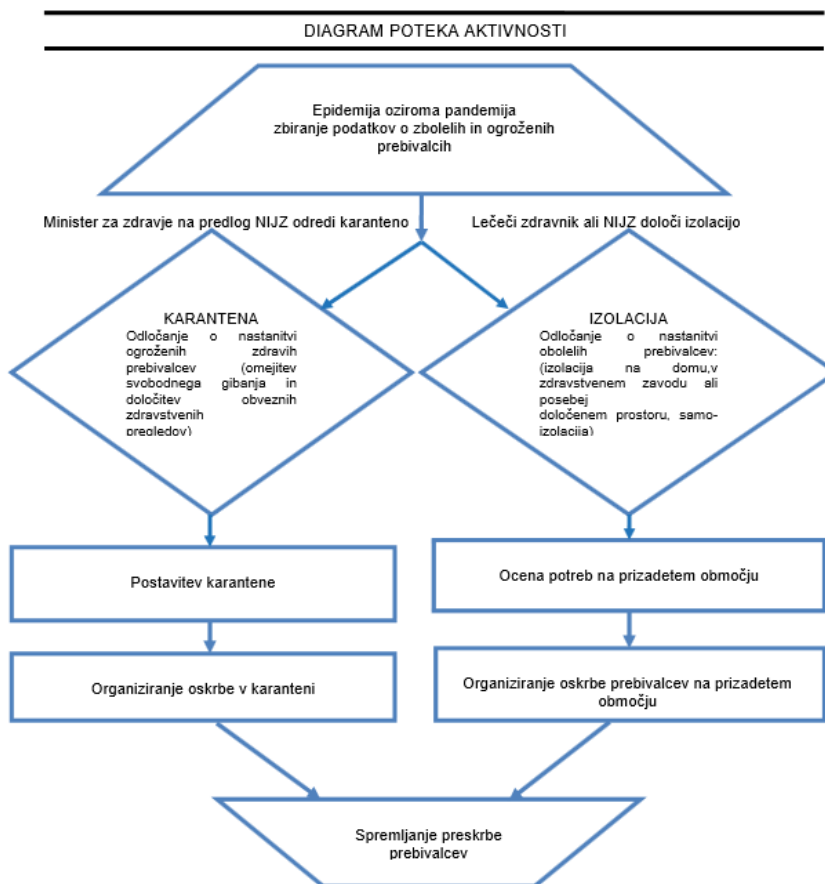 DIAGRAM POTEKA AKTIVNOSTI
Epidemija oziroma pandemija
zbiranje podatkov o zbolelih in ogroženih
prebivalcih
Minister za zdravje na predlog NIJZ odredi karanteno
Lečeči zdravnik ali NIJZ določi izolacijo
KARANTENA
Odločanje o nastanitvi
ogroženih zdravih
prebivalcev (omejitev
svobodnega gibanja in
določitev obveznih
zdravstvenih
pregledov)
IZOLACIJA
Odločanje o nastanitvi
obolelih prebivalcev:
(izolacija na domu,v
zdravstvenem zavodu ali
posebej
določenem prostoru, samo-
izolacija)
Postavitev karantene
Ocena potreb na prizadetem območju
Organiziranje oskrbe v karanteni
Organiziranje oskrbe prebivalcev na prizadetem
območju
Spremljanje preskrbe
prebivalcev